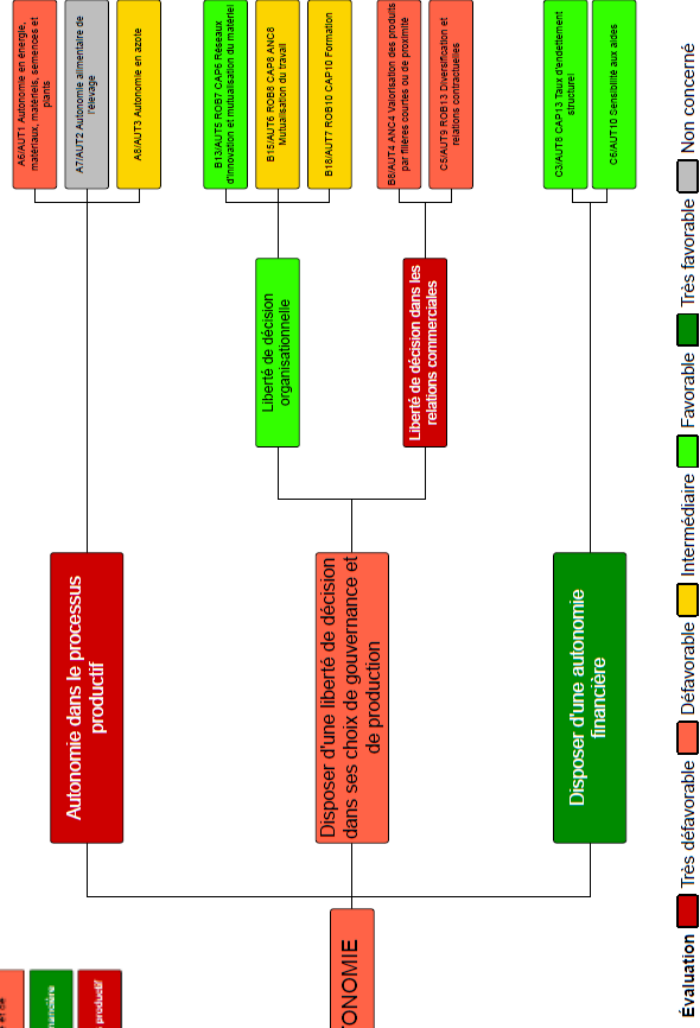 A6/AUT1 Autonomie en énergie,
matériaux, matériels, semences et
plants
A7/AUT2 Autonomie alimentaire de
l'élevage
A8/AUT3 Autonomie en azote
B13/AUT5 ROB7 CAP6 Réseaux
d'innovation et mutualisation du matériel
B15/AUT6 ROB8 CAP8 ANC8
Mutualisation du travail
B18/AUT7 ROB10 CAP10 Formation
B8/AUT4 ANC4 Valorisation des produits
par filières courtes ou de proximité
C5/AUT9 ROB13 Diversification et
relations contractuelles
C3/AUT8 CAP13 Taux d'endettement
structurel
C6/AUT10 Sensibilité aux aides
Liberté de décision
organisationnelle
Liberté de décision dans les
relations commerciales
Autonomie dans le processus
productif
Disposer d'une liberté de décision
dans ses choix de gouvernance et
de production
Disposer d'une autonomie
financière
TONOMIE
e et de
nancière
s productif
Évaluation Très défavorable Défavorable Intermédiaire Favorable Très favorable Non concerné